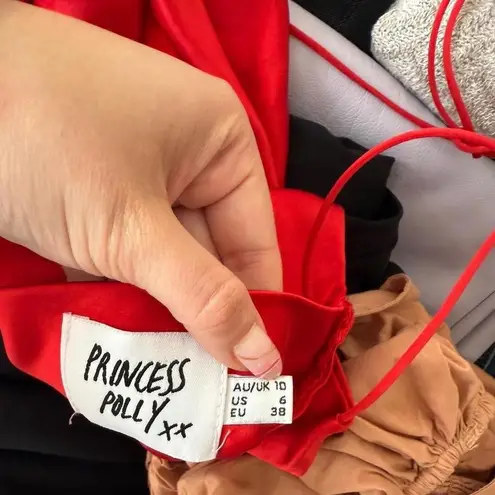 PRINCESS
POLLY xx
AU/UK 10
US 6
EU 38